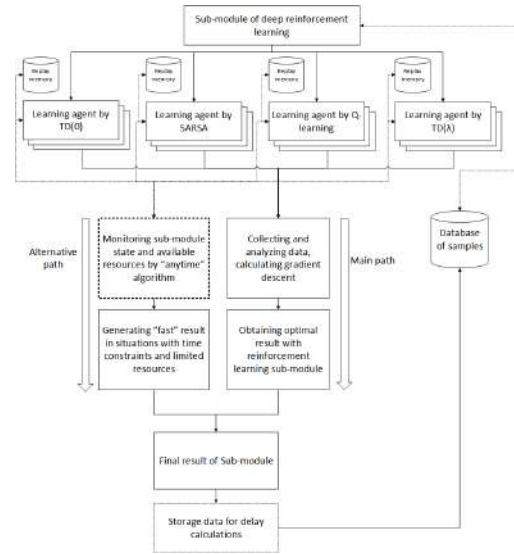 Sub-module of deep reinforcement
learning
Replay
memory
Replay
memory
Replay
memory
Replay
memory
Learning agent by
TD(0)
Learning agent by
SARSA
Learning agent by Q-
learning
Learning agent by
TD(λ)
Database
of samples
Alternative
path
Monitoring sub-module
state and available
resources by "anytime"
algorithm
Collecting and
analyzing data,
calculating gradient
descent
Main path
Generating "fast" result
in situations with time
constraints and limited
resources
Obtaining optimal
result with
reinforcement
learning sub-module
Final result of Sub-module
Storage data for delay
calculations